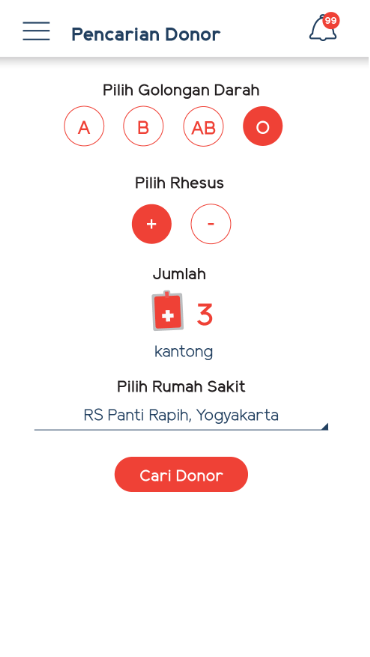 Pencarian Donor
99
Pilih Golongan Darah
A B AB O
Pilih Rhesus
+ -
Jumlah
3
kantong
Pilih Rumah Sakit
RS Panti Rapih, Yogyakarta
Cari Donor